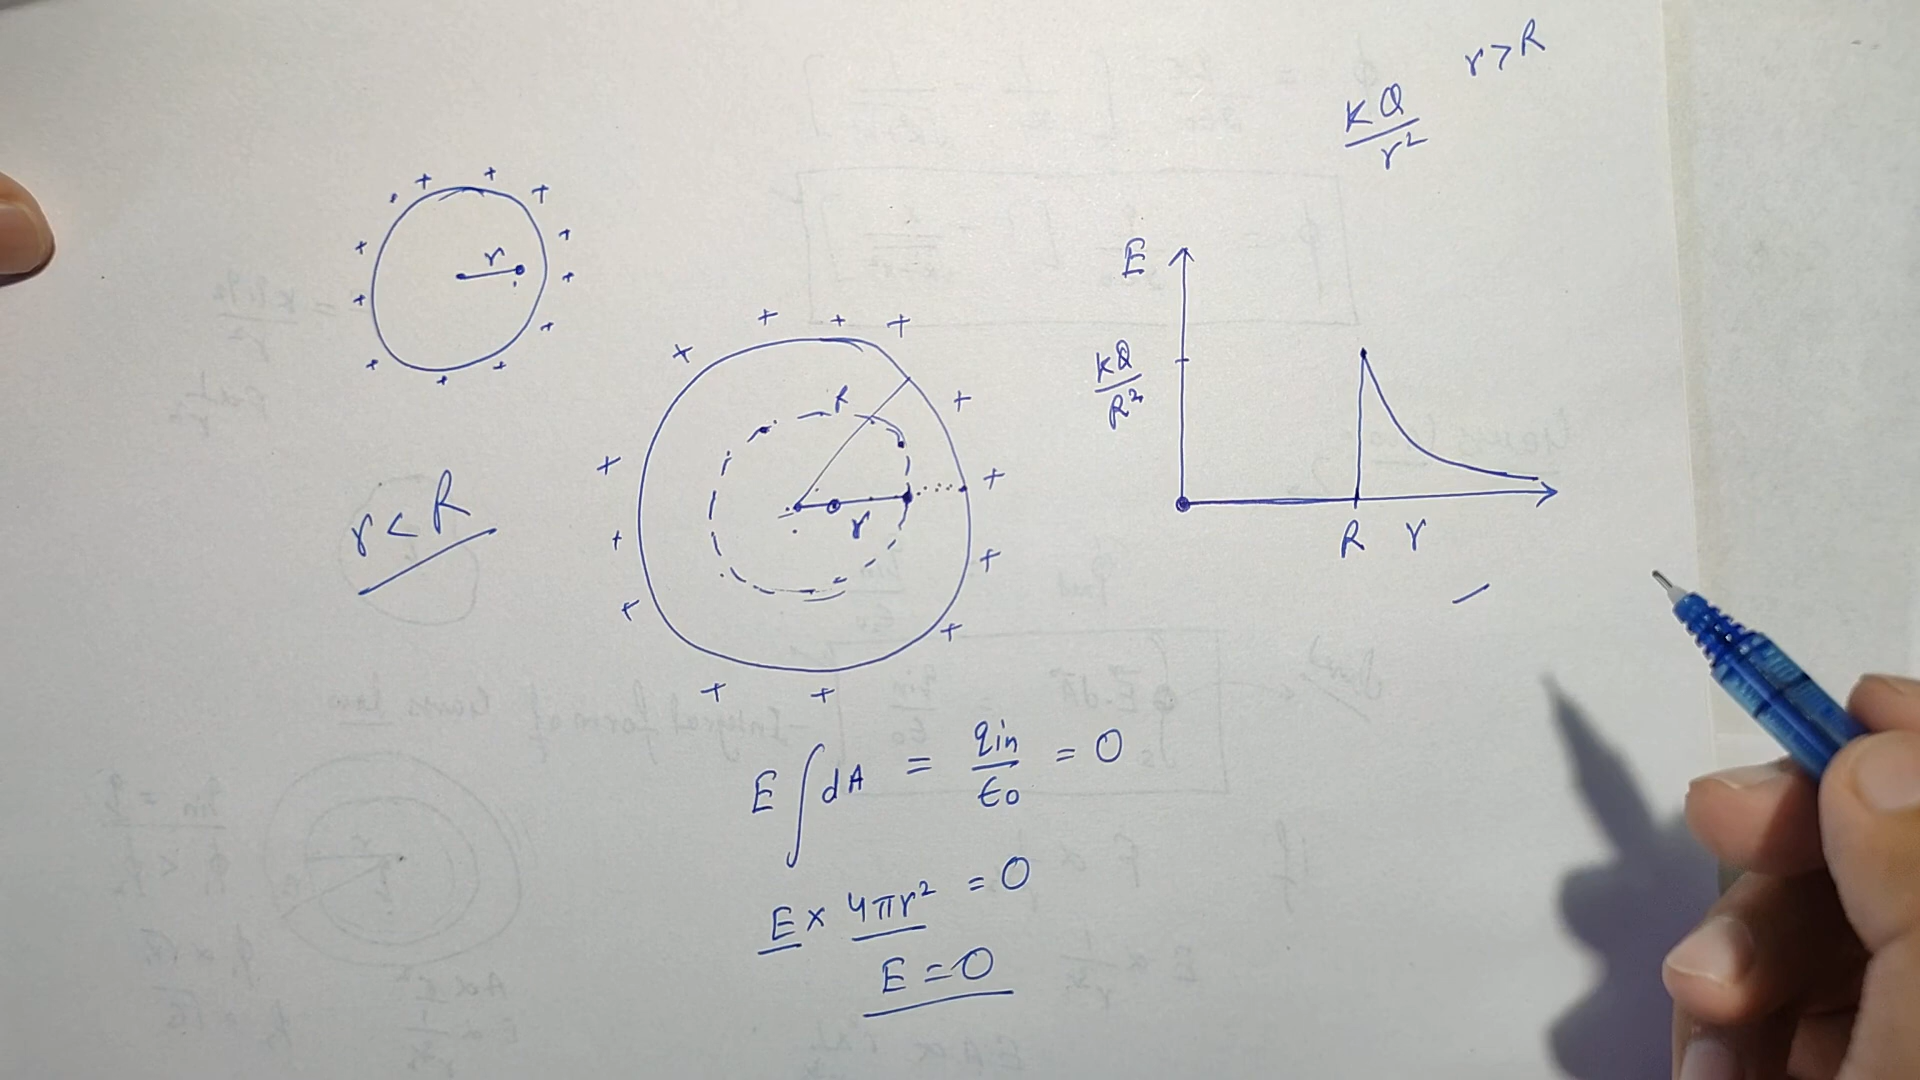 r > R
kQ/r²
+ + + + + + + + + + +
r
E
kQ/R²
R r
+ + + + + + + + + + + + + +
R
r
r < R
E ∫ dA = qin/ϵ0 = 0
E × 4πr² = 0
E = 0